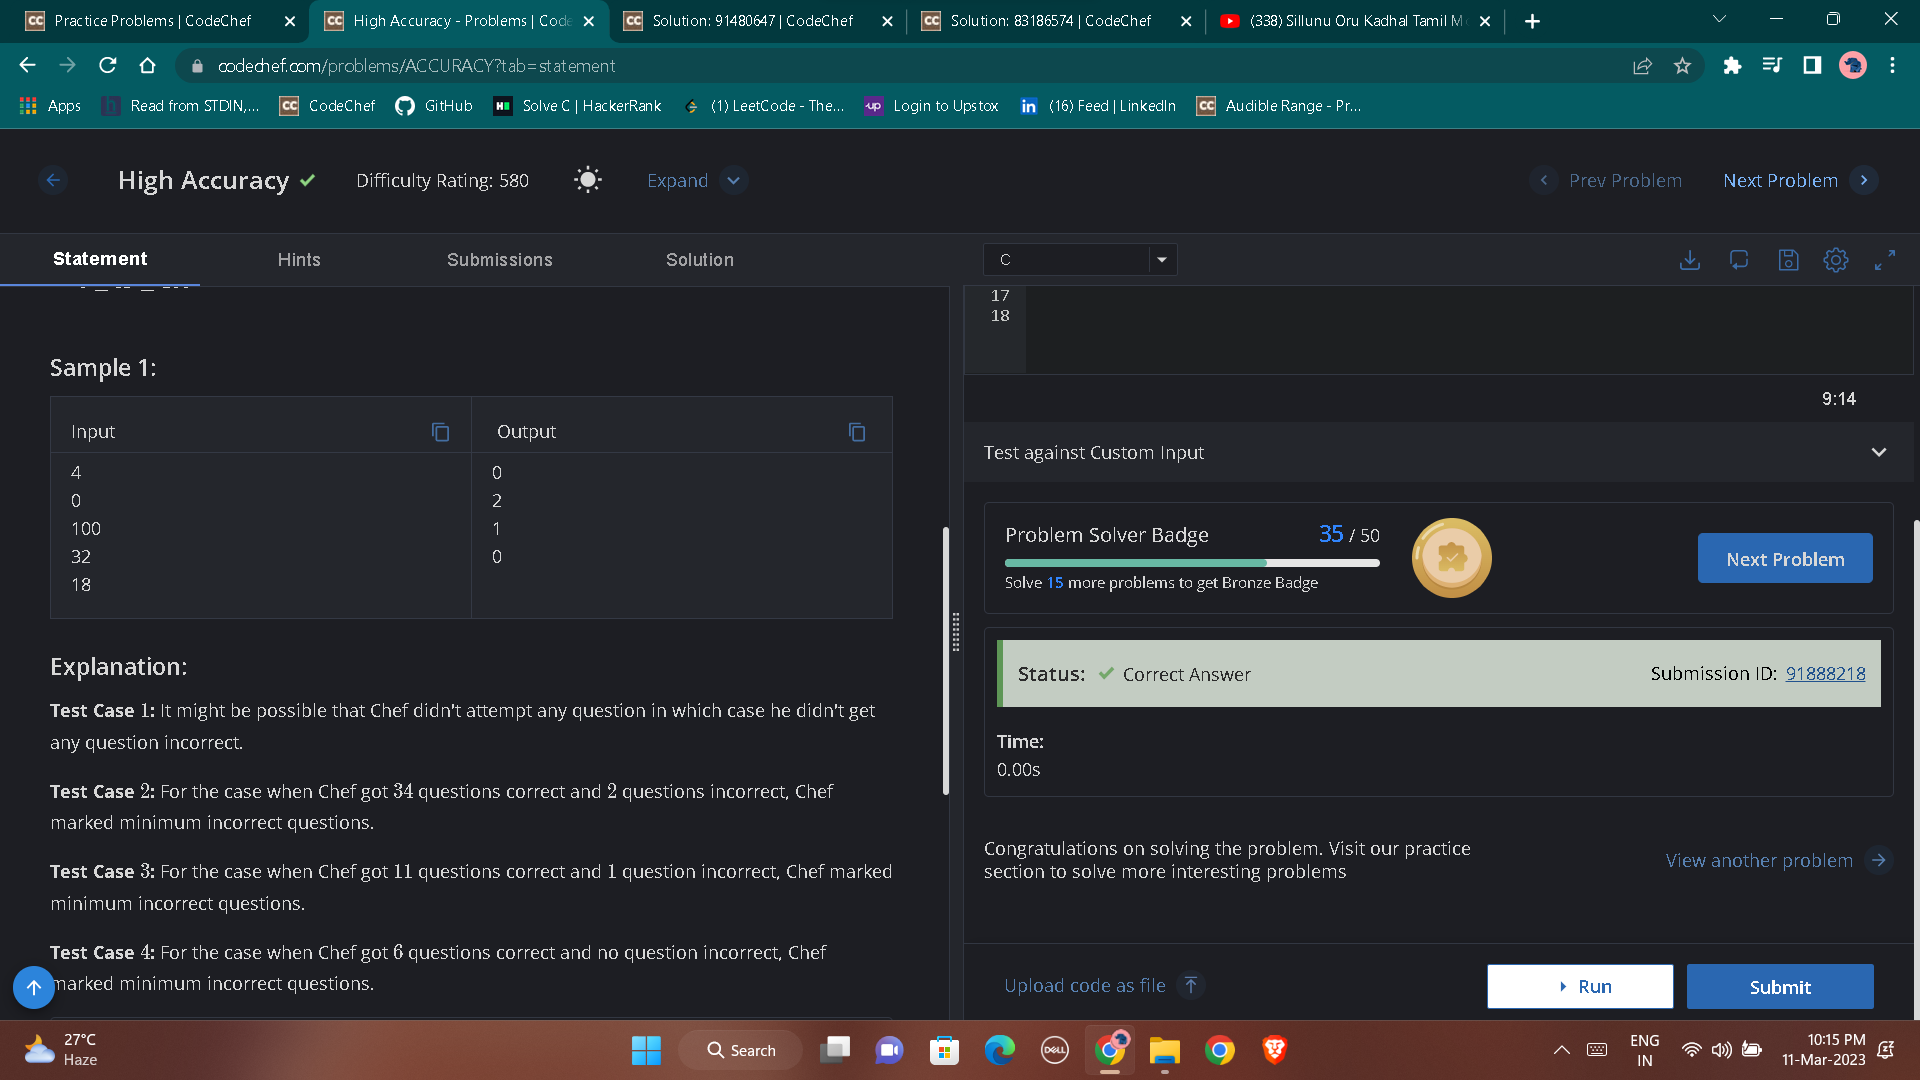 Practice Problems | CodeChef
High Accuracy - Problems | Code
Solution: 91480647 | CodeChef
Solution: 83186574 | CodeChef
(338) Sillunu Oru Kadhal Tamil M
codechef.com/problems/ACCURACY?tab=statement
Apps
Read from STDIN,...
CodeChef
GitHub
Solve C | HackerRank
(1) LeetCode - The...
Login to Upstox
(16) Feed | LinkedIn
Audible Range - Pr...
High Accuracy
Difficulty Rating: 580
Expand
Prev Problem
Next Problem
Statement
Hints
Submissions
Solution
C
17
18
9:14
Sample 1:
Input
Output
4
0
100
32
18
0
2
1
0
Explanation:
Test Case 1: It might be possible that Chef didn't attempt any question in which case he didn't get
any question incorrect.
Test Case 2: For the case when Chef got 34 questions correct and 2 questions incorrect, Chef
marked minimum incorrect questions.
Test Case 3: For the case when Chef got 11 questions correct and 1 question incorrect, Chef marked
minimum incorrect questions.
Test Case 4: For the case when Chef got 6 questions correct and no question incorrect, Chef
marked minimum incorrect questions.
Test against Custom Input
Problem Solver Badge
35 / 50
Solve 15 more problems to get Bronze Badge
Next Problem
Status:
Correct Answer
Submission ID: 91888218
Time:
0.00s
Congratulations on solving the problem. Visit our practice
section to solve more interesting problems
View another problem
Upload code as file
Run
Submit
27°C
Haze
Search
DELL
ENG
IN
10:15 PM
11-Mar-2023